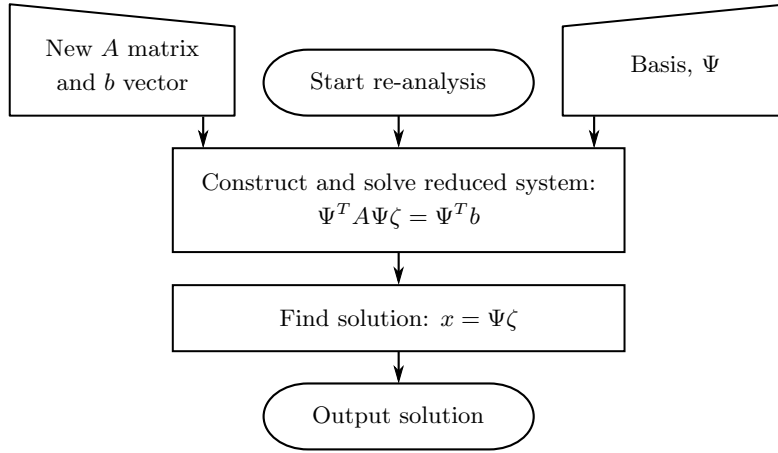 New A matrix
and b vector
Start re-analysis
Basis, Ψ
Construct and solve reduced system:
Ψ^T AΨζ = Ψ^T b
Find solution: x = Ψζ
Output solution